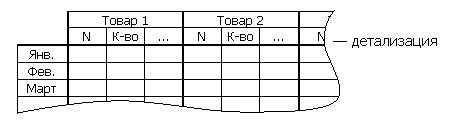 Товар 1 Товар 2
N К-во ... N К-во ... N
детализация
Янв.
Фев.
Март